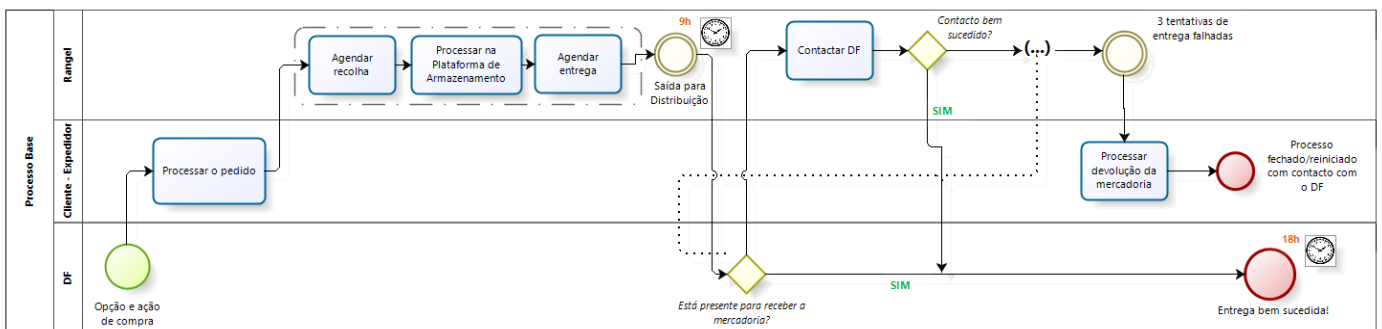 Processo Base
Rangel
Cliente - Expedidor
DF
Opção e ação
de compra
Processar o pedido
Agendar
recolha
Processar na
Plataforma de
Armazenamento
Agendar
entrega
9h
Saída para
Distribuição
Contactar DF
Contacto bem
sucedido?
SIM
(...)
3 tentativas de
entrega falhadas
Processar
devolução da
mercadoria
Processo
fechado/reiniciado
com contacto com
o DF
Está presente para receber a
mercadoria?
SIM
18h
Entrega bem sucedida!